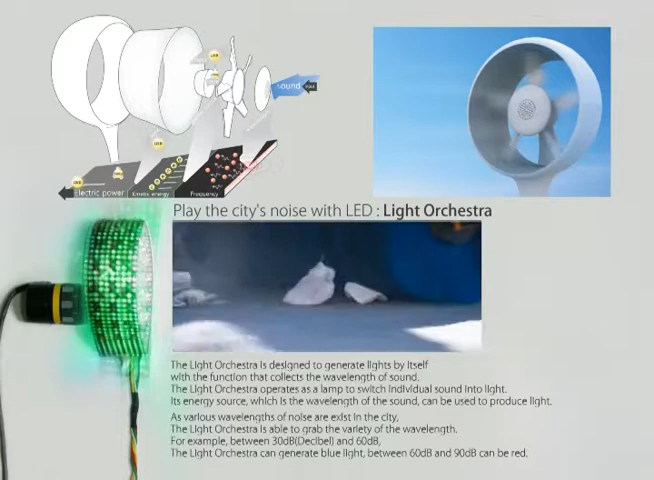 sound
Electric power
Kinetic energy
Frequency
Play the city's noise with LED : Light Orchestra
The Light Orchestra is designed to generate lights by itself
with the function that collects the wavelength of sound.
The Light Orchestra operates as a lamp to switch individual sound into light.
Its energy source, which is the wavelength of the sound, can be used to produce light.
As various wavelengths of noise are exist in the city,
The Light Orchestra is able to grab the variety of the wavelength.
For example, between 30dB(Decibel) and 60dB,
The Light Orchestra can generate blue light, between 60dB and 90dB can be red.